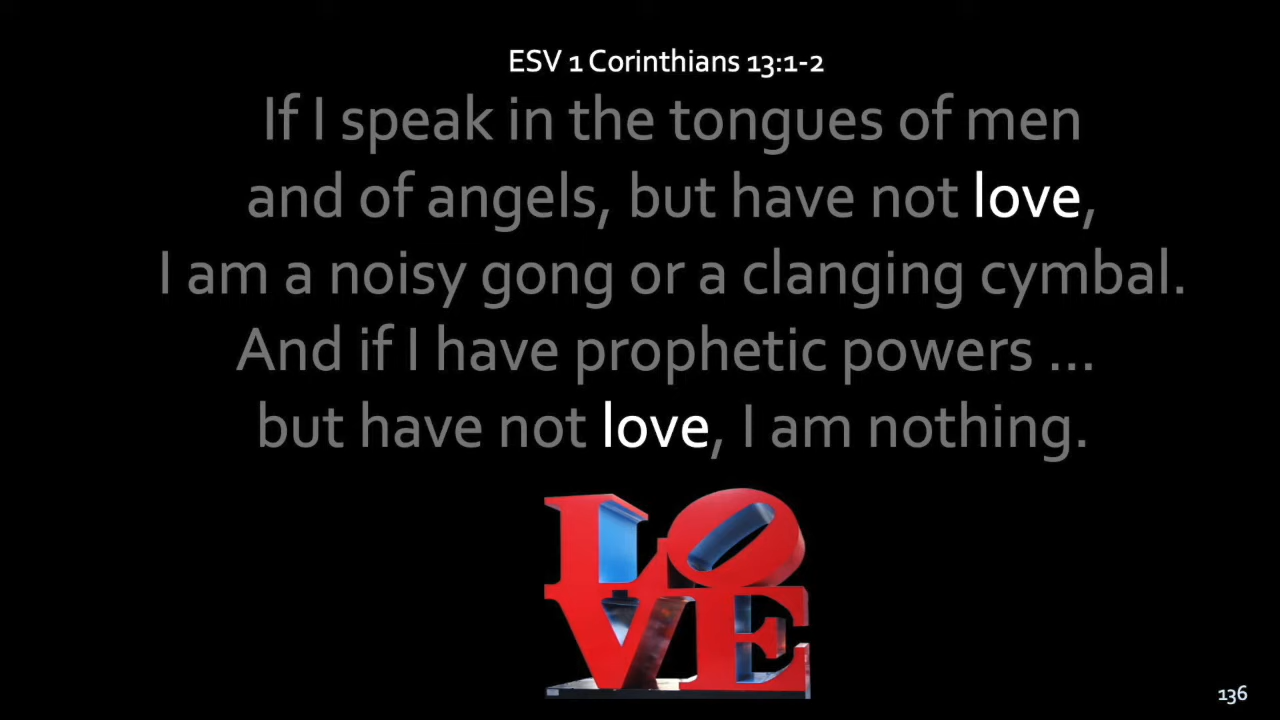 ESV 1 Corinthians 13:1-2
If I speak in the tongues of men
and of angels, but have not love,
I am a noisy gong or a clanging cymbal.
And if I have prophetic powers ...
but have not love, I am nothing.
LO
VE
136